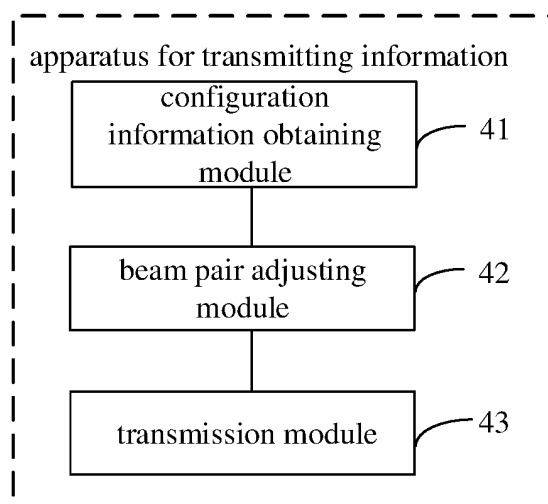 apparatus for transmitting information
configuration
information obtaining
module
41
beam pair adjusting
module
42
transmission module
43